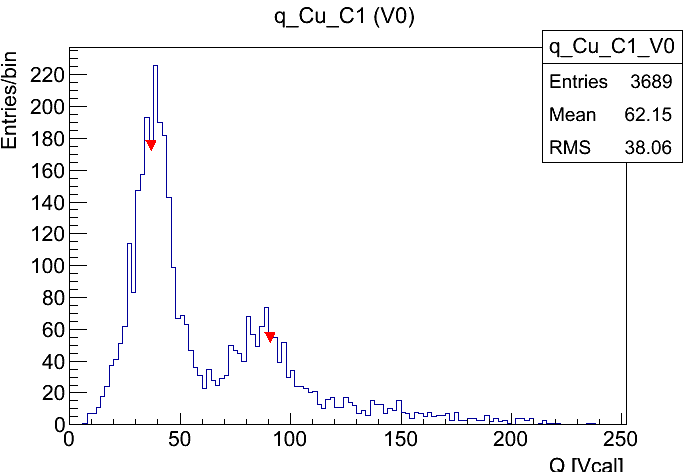 q_Cu_C1 (V0)
q_Cu_C1_V0
Entries 3689
Mean 62.15
RMS 38.06
Entries/bin
220
200
180
160
140
120
100
80
60
40
20
0
0 50 100 150 200 250
Q [Vcal]